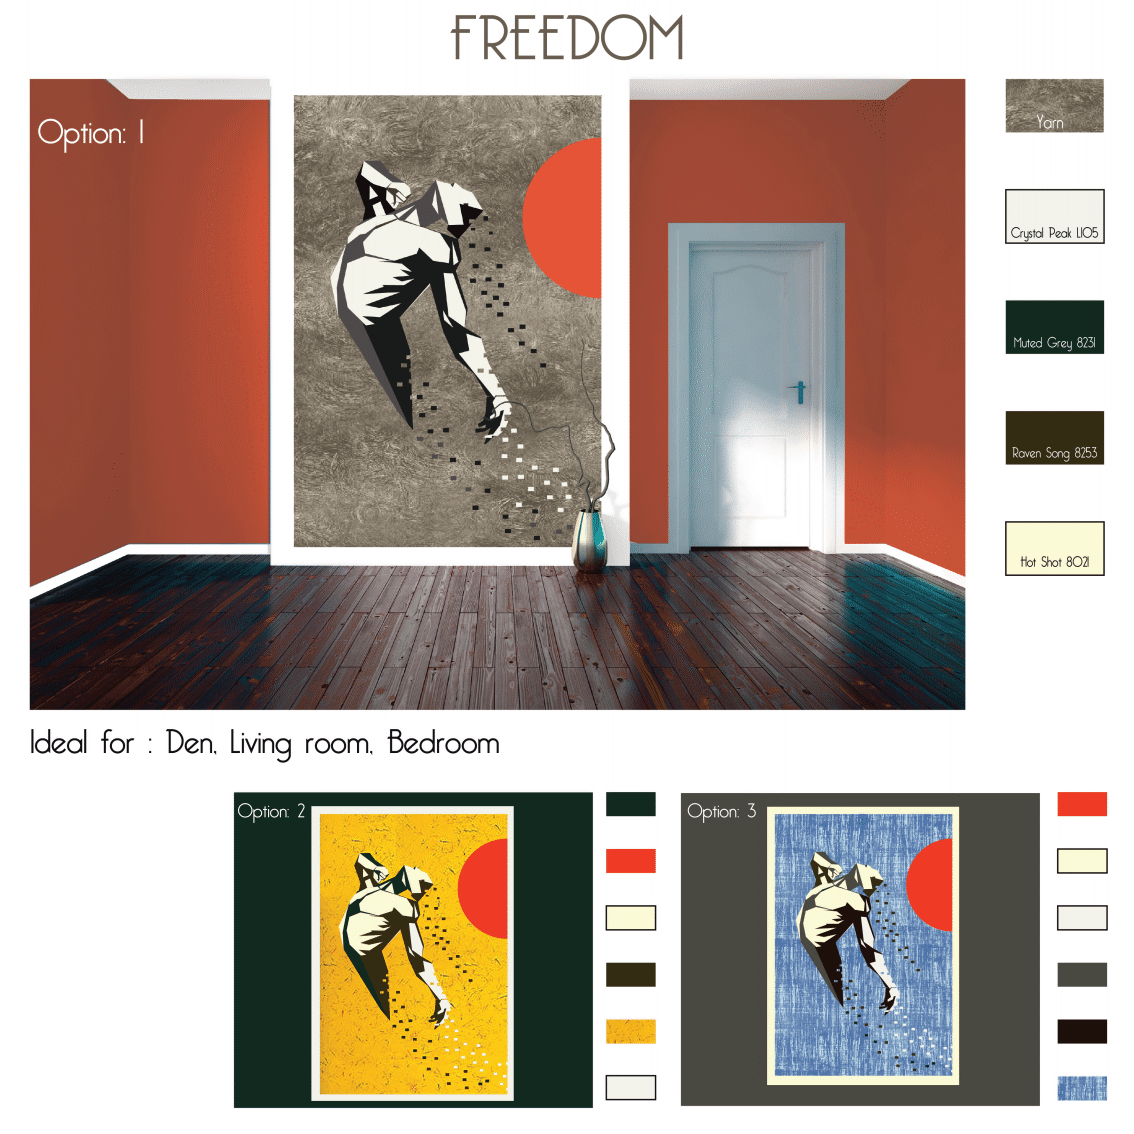 FREEDOM
Option: 1
Yarn
Crystal Peak L105
Muted Grey 8231
Raven Song 8253
Hot Shot 8021
Ideal for : Den, Living room, Bedroom
Option: 2
Option: 3